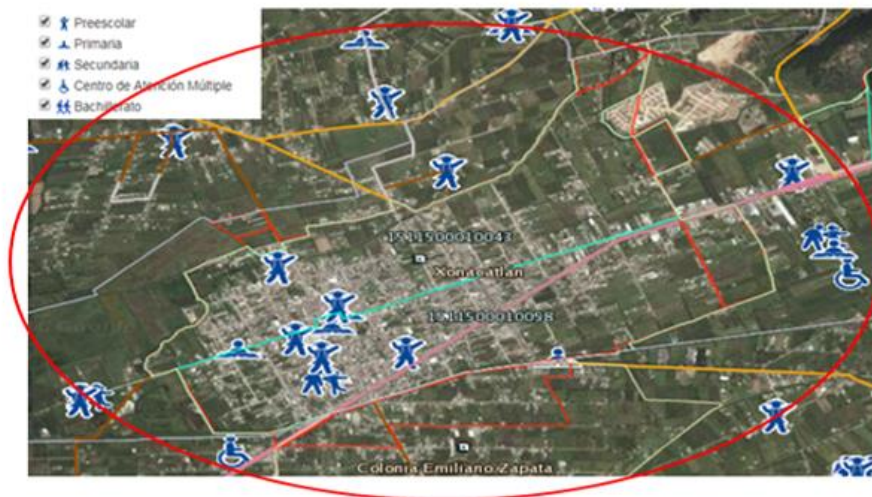 Preescolar
Primaria
Secundaria
Centro de Atención Múltiple
Bachillerato
1511500010043
Xonacatlan
1511500010098
Colonia Emiliano Zapata